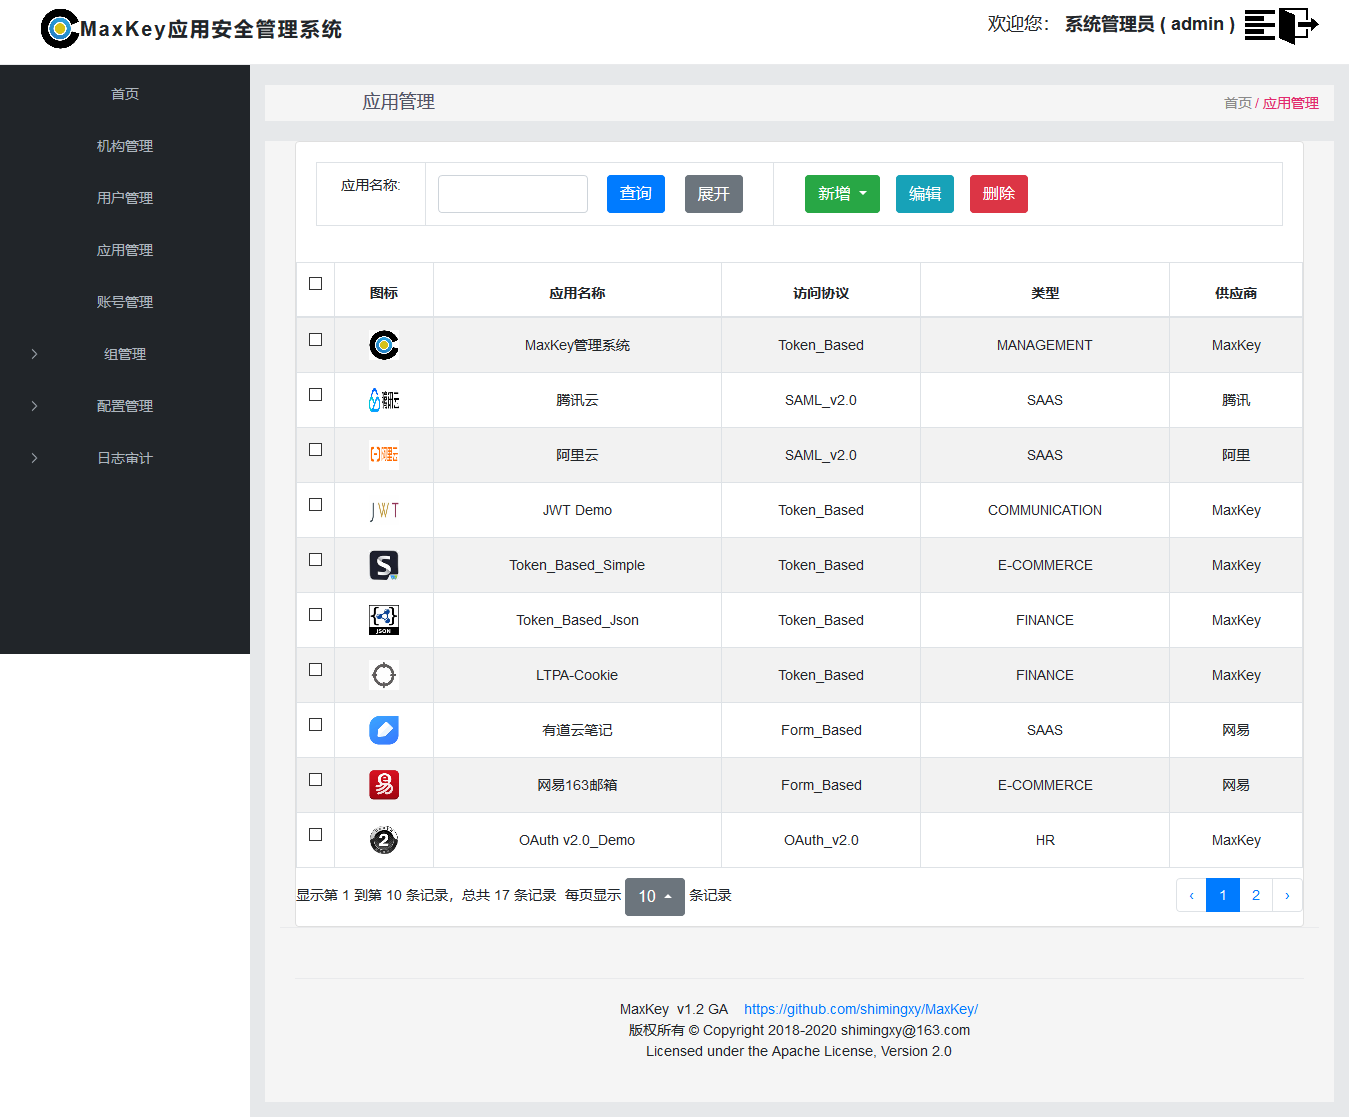 MaxKey应用安全管理系统
欢迎您： 系统管理员 ( admin )
首页
机构管理
用户管理
应用管理
账号管理
组管理
配置管理
日志审计
应用管理
首页 / 应用管理
应用名称: 查询 展开 新增 编辑 删除
图标 应用名称 访问协议 类型 供应商
MaxKey管理系统 Token_Based MANAGEMENT MaxKey
腾讯云 腾讯云 SAML_v2.0 SAAS 腾讯
阿里云 阿里云 SAML_v2.0 SAAS 阿里
JWT JWT Demo Token_Based COMMUNICATION MaxKey
S Token_Based_Simple Token_Based E-COMMERCE MaxKey
JSON Token_Based_Json Token_Based FINANCE MaxKey
LTPA-Cookie Token_Based FINANCE MaxKey
有道云笔记 Form_Based SAAS 网易
网易163邮箱 Form_Based E-COMMERCE 网易
2 OAuth v2.0_Demo OAuth_v2.0 HR MaxKey
显示第 1 到第 10 条记录，总共 17 条记录 每页显示 10 条记录
‹ 1 2 ›
MaxKey v1.2 GA https://github.com/shimingxy/MaxKey/
版权所有 © Copyright 2018-2020 shimingxy@163.com
Licensed under the Apache License, Version 2.0